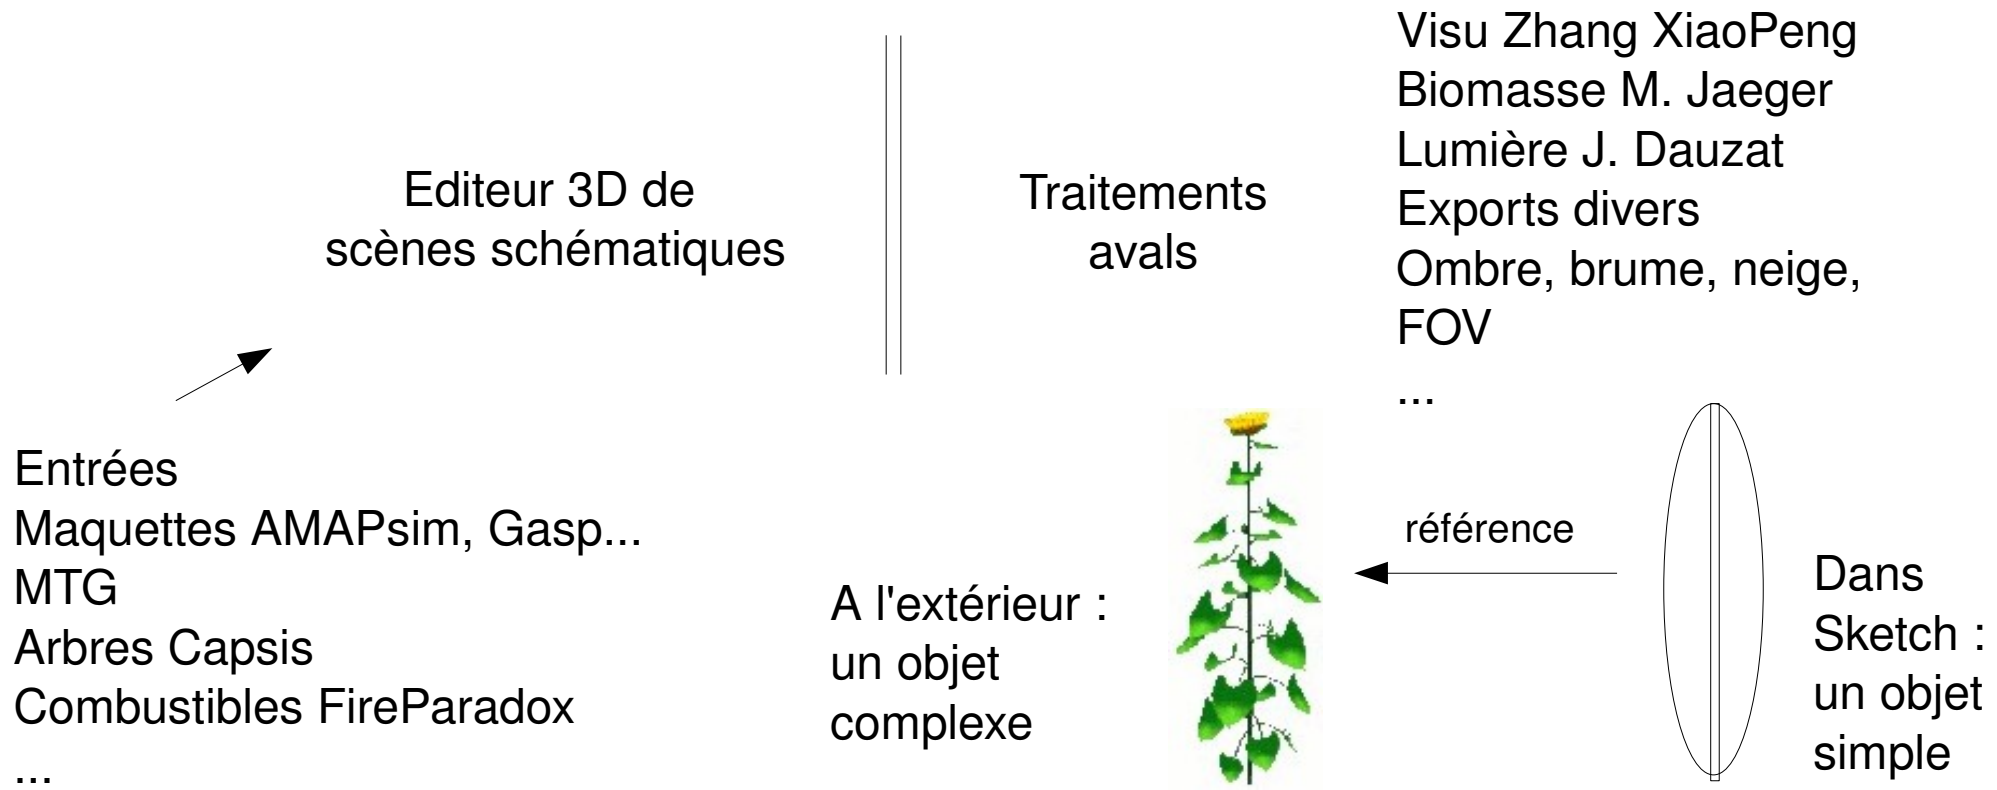 Editeur 3D de
scènes schématiques
Traitements
avals
Visu Zhang XiaoPeng
Biomasse M. Jaeger
Lumière J. Dauzat
Exports divers
Ombre, brume, neige,
FOV
...
Entrées
Maquettes AMAPsim, Gasp...
MTG
Arbres Capsis
Combustibles FireParadox
...
A l'extérieur :
un objet
complexe
référence
Dans
Sketch :
un objet
simple